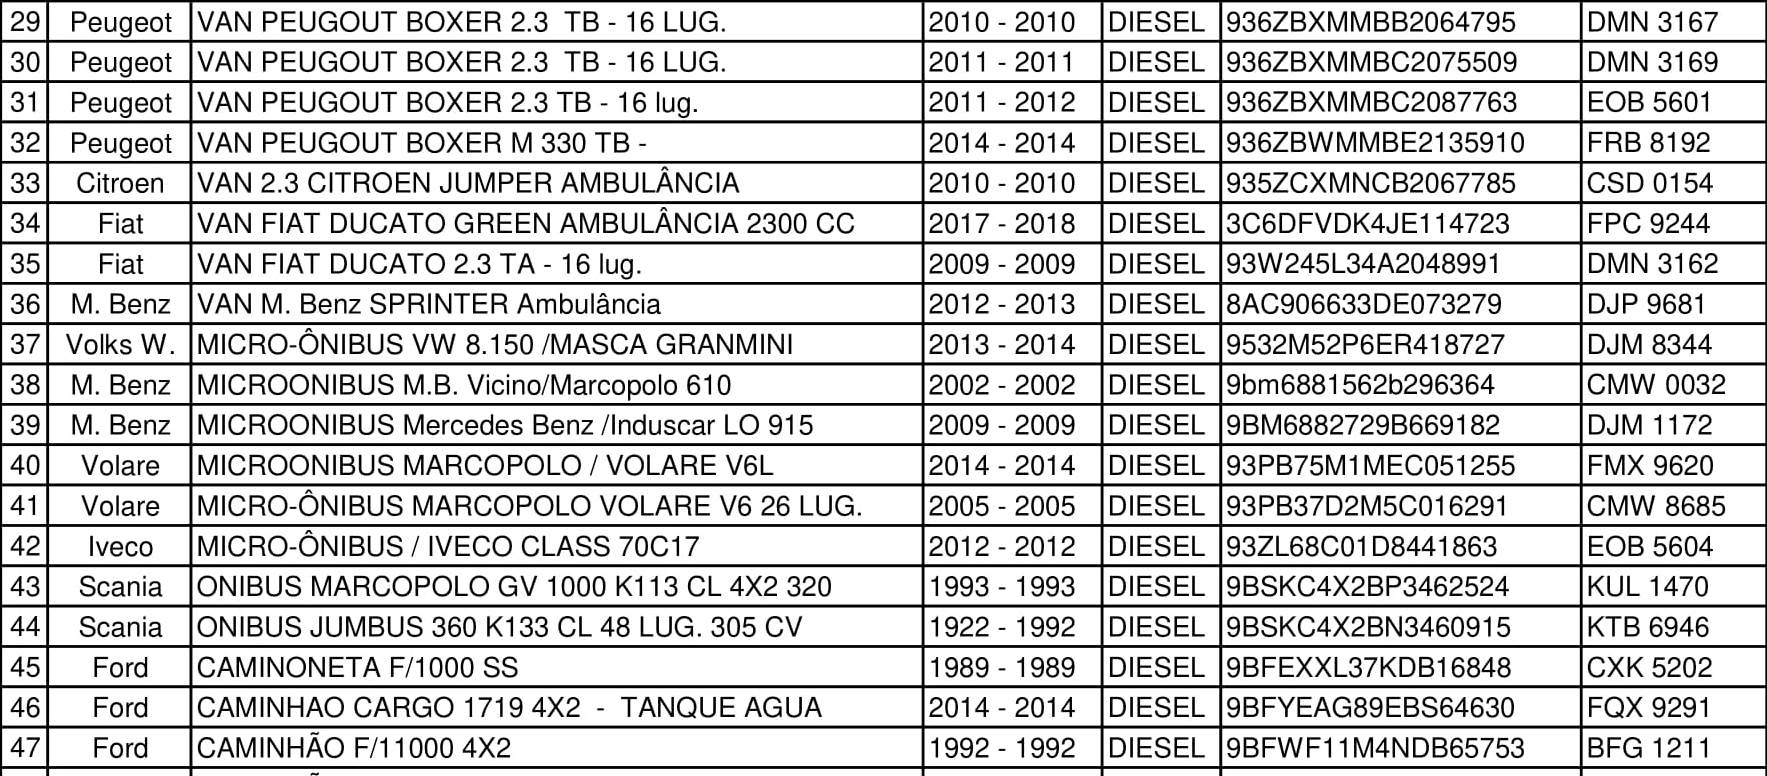 29 Peugeot VAN PEUGOUT BOXER 2.3 TB - 16 LUG. 2010 - 2010 DIESEL 936ZBXMMBB2064795 DMN 3167
30 Peugeot VAN PEUGOUT BOXER 2.3 TB - 16 LUG. 2011 - 2011 DIESEL 936ZBXMMBC2075509 DMN 3169
31 Peugeot VAN PEUGOUT BOXER 2.3 TB - 16 lug. 2011 - 2012 DIESEL 936ZBXMMBC2087763 EOB 5601
32 Peugeot VAN PEUGOUT BOXER M 330 TB - 2014 - 2014 DIESEL 936ZBWMMBE2135910 FRB 8192
33 Citroen VAN 2.3 CITROEN JUMPER AMBULÂNCIA 2010 - 2010 DIESEL 935ZCXMNCB2067785 CSD 0154
34 Fiat VAN FIAT DUCATO GREEN AMBULÂNCIA 2300 CC 2017 - 2018 DIESEL 3C6DFVDK4JE114723 FPC 9244
35 Fiat VAN FIAT DUCATO 2.3 TA - 16 lug. 2009 - 2009 DIESEL 93W245L34A2048991 DMN 3162
36 M. Benz VAN M. Benz SPRINTER Ambulância 2012 - 2013 DIESEL 8AC906633DE073279 DJP 9681
37 Volks W. MICRO-ÔNIBUS VW 8.150 /MASCA GRANMINI 2013 - 2014 DIESEL 9532M52P6ER418727 DJM 8344
38 M. Benz MICROONIBUS M.B. Vicino/Marcopolo 610 2002 - 2002 DIESEL 9bm6881562b296364 CMW 0032
39 M. Benz MICROONIBUS Mercedes Benz /Induscar LO 915 2009 - 2009 DIESEL 9BM6882729B669182 DJM 1172
40 Volare MICROONIBUS MARCOPOLO / VOLARE V6L 2014 - 2014 DIESEL 93PB75M1MEC051255 FMX 9620
41 Volare MICRO-ÔNIBUS MARCOPOLO VOLARE V6 26 LUG. 2005 - 2005 DIESEL 93PB37D2M5C016291 CMW 8685
42 Iveco MICRO-ÔNIBUS / IVECO CLASS 70C17 2012 - 2012 DIESEL 93ZL68C01D8441863 EOB 5604
43 Scania ONIBUS MARCOPOLO GV 1000 K113 CL 4X2 320 1993 - 1993 DIESEL 9BSKC4X2BP3462524 KUL 1470
44 Scania ONIBUS JUMBUS 360 K133 CL 48 LUG. 305 CV 1922 - 1992 DIESEL 9BSKC4X2BN3460915 KTB 6946
45 Ford CAMINONETA F/1000 SS 1989 - 1989 DIESEL 9BFEXXL37KDB16848 CXK 5202
46 Ford CAMINHAO CARGO 1719 4X2 - TANQUE AGUA 2014 - 2014 DIESEL 9BFYEAG89EBS64630 FQX 9291
47 Ford CAMINHÃO F/11000 4X2 1992 - 1992 DIESEL 9BFWF11M4NDB65753 BFG 1211